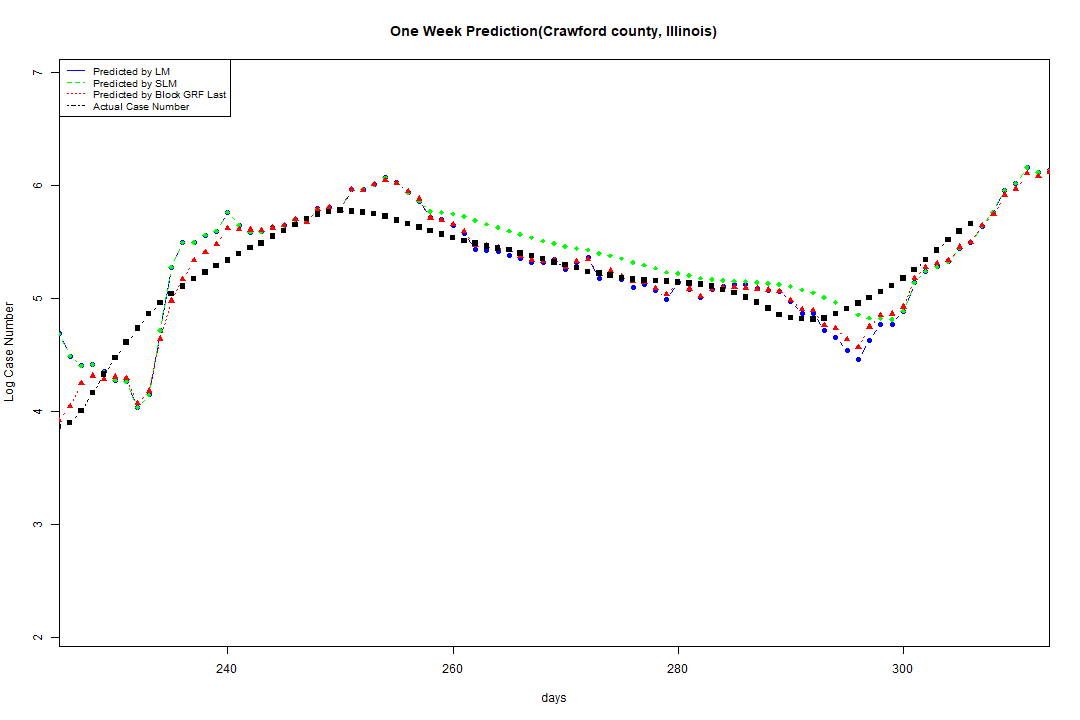 One Week Prediction(Crawford county, Illinois)
Predicted by LM
Predicted by SLM
Predicted by Block GRF Last
Actual Case Number
7
6
5
4
3
2
Log Case Number
240
260
280
300
days